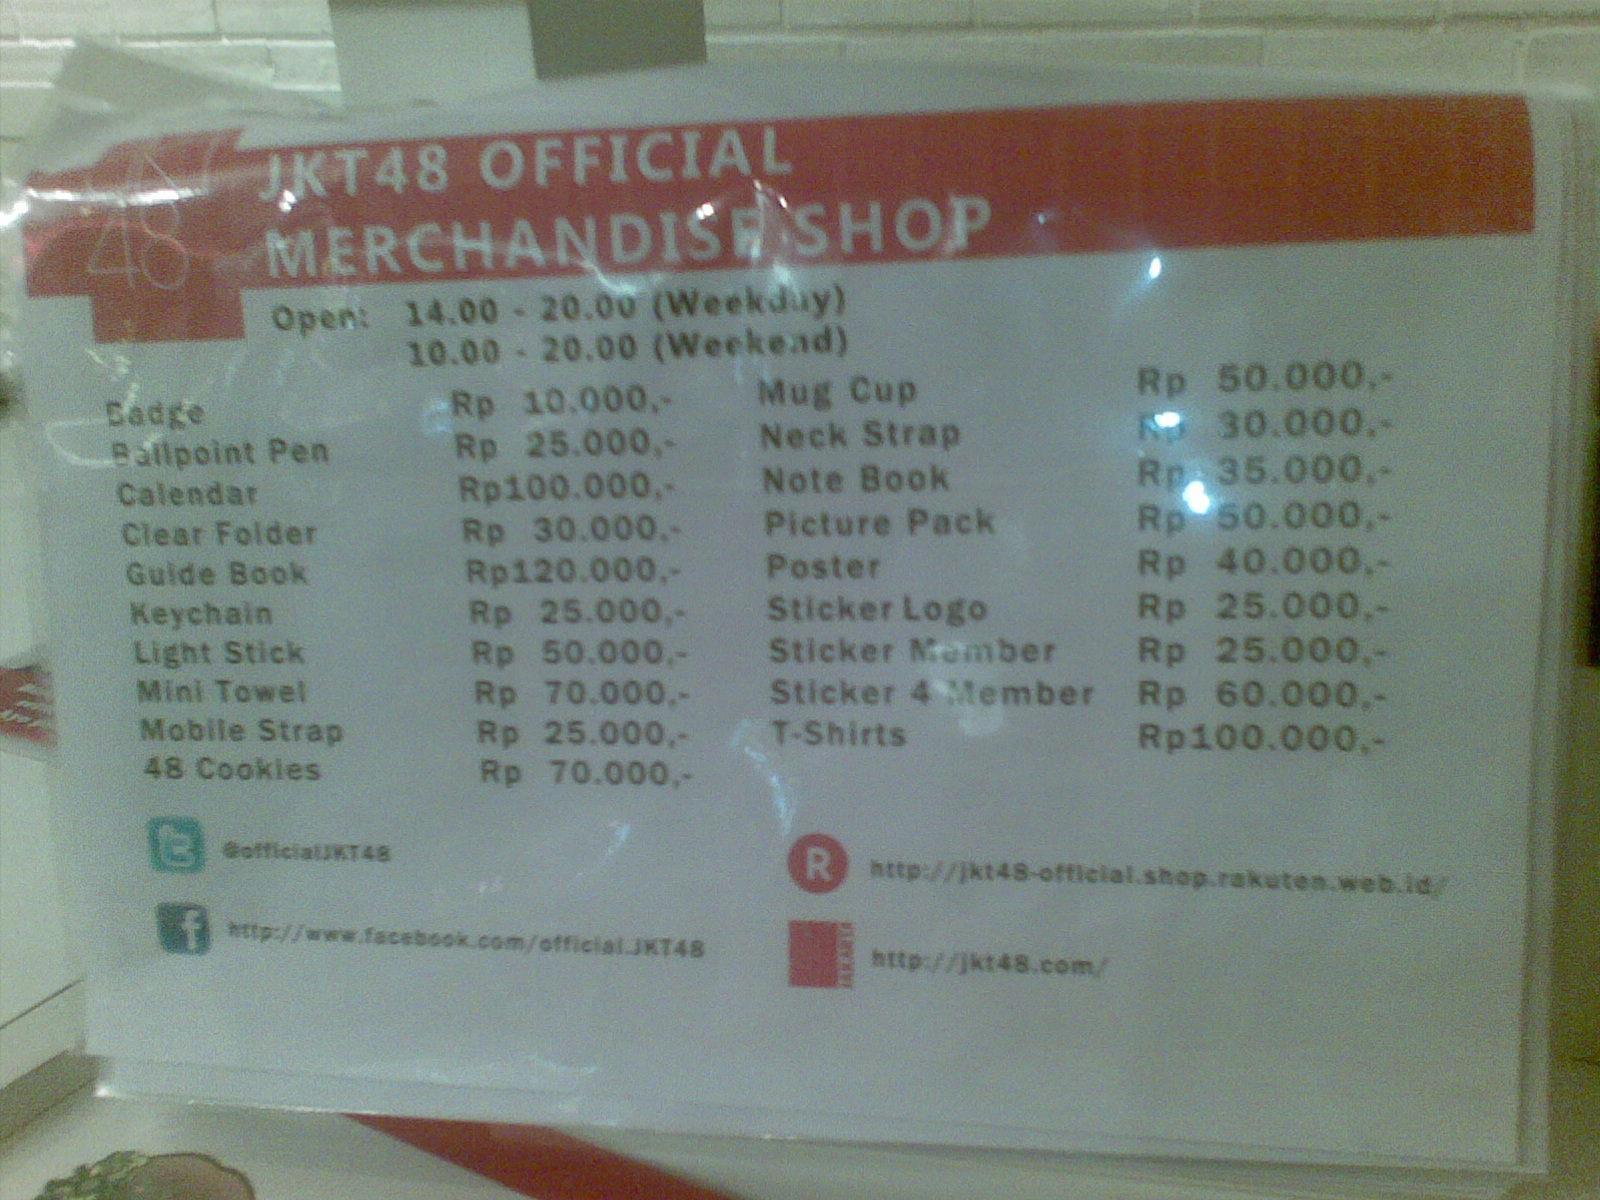 JKT48 OFFICIAL
MERCHANDISE SHOP
48
Open: 14.00 - 20.00 (Weekday)
10.00 - 20.00 (Weekend)
Badge Rp 10.000,-
Ballpoint Pen Rp 25.000,-
Calendar Rp100.000,-
Clear Folder Rp 30.000,-
Guide Book Rp120.000,-
Keychain Rp 25.000,-
Light Stick Rp 50.000,-
Mini Towel Rp 70.000,-
Mobile Strap Rp 25.000,-
48 Cookies Rp 70.000,-
Mug Cup Rp 50.000,-
Neck Strap Rp 30.000,-
Note Book Rp 35.000,-
Picture Pack Rp 50.000,-
Poster Rp 40.000,-
Sticker Logo Rp 25.000,-
Sticker Member Rp 25.000,-
Sticker 4 Member Rp 60.000,-
T-Shirts Rp100.000,-
@officialJKT48
http://www.facebook.com/official.JKT48
R http://jkt48-official.shop.rakuten.web.id/
JAKARTA http://jkt48.com/